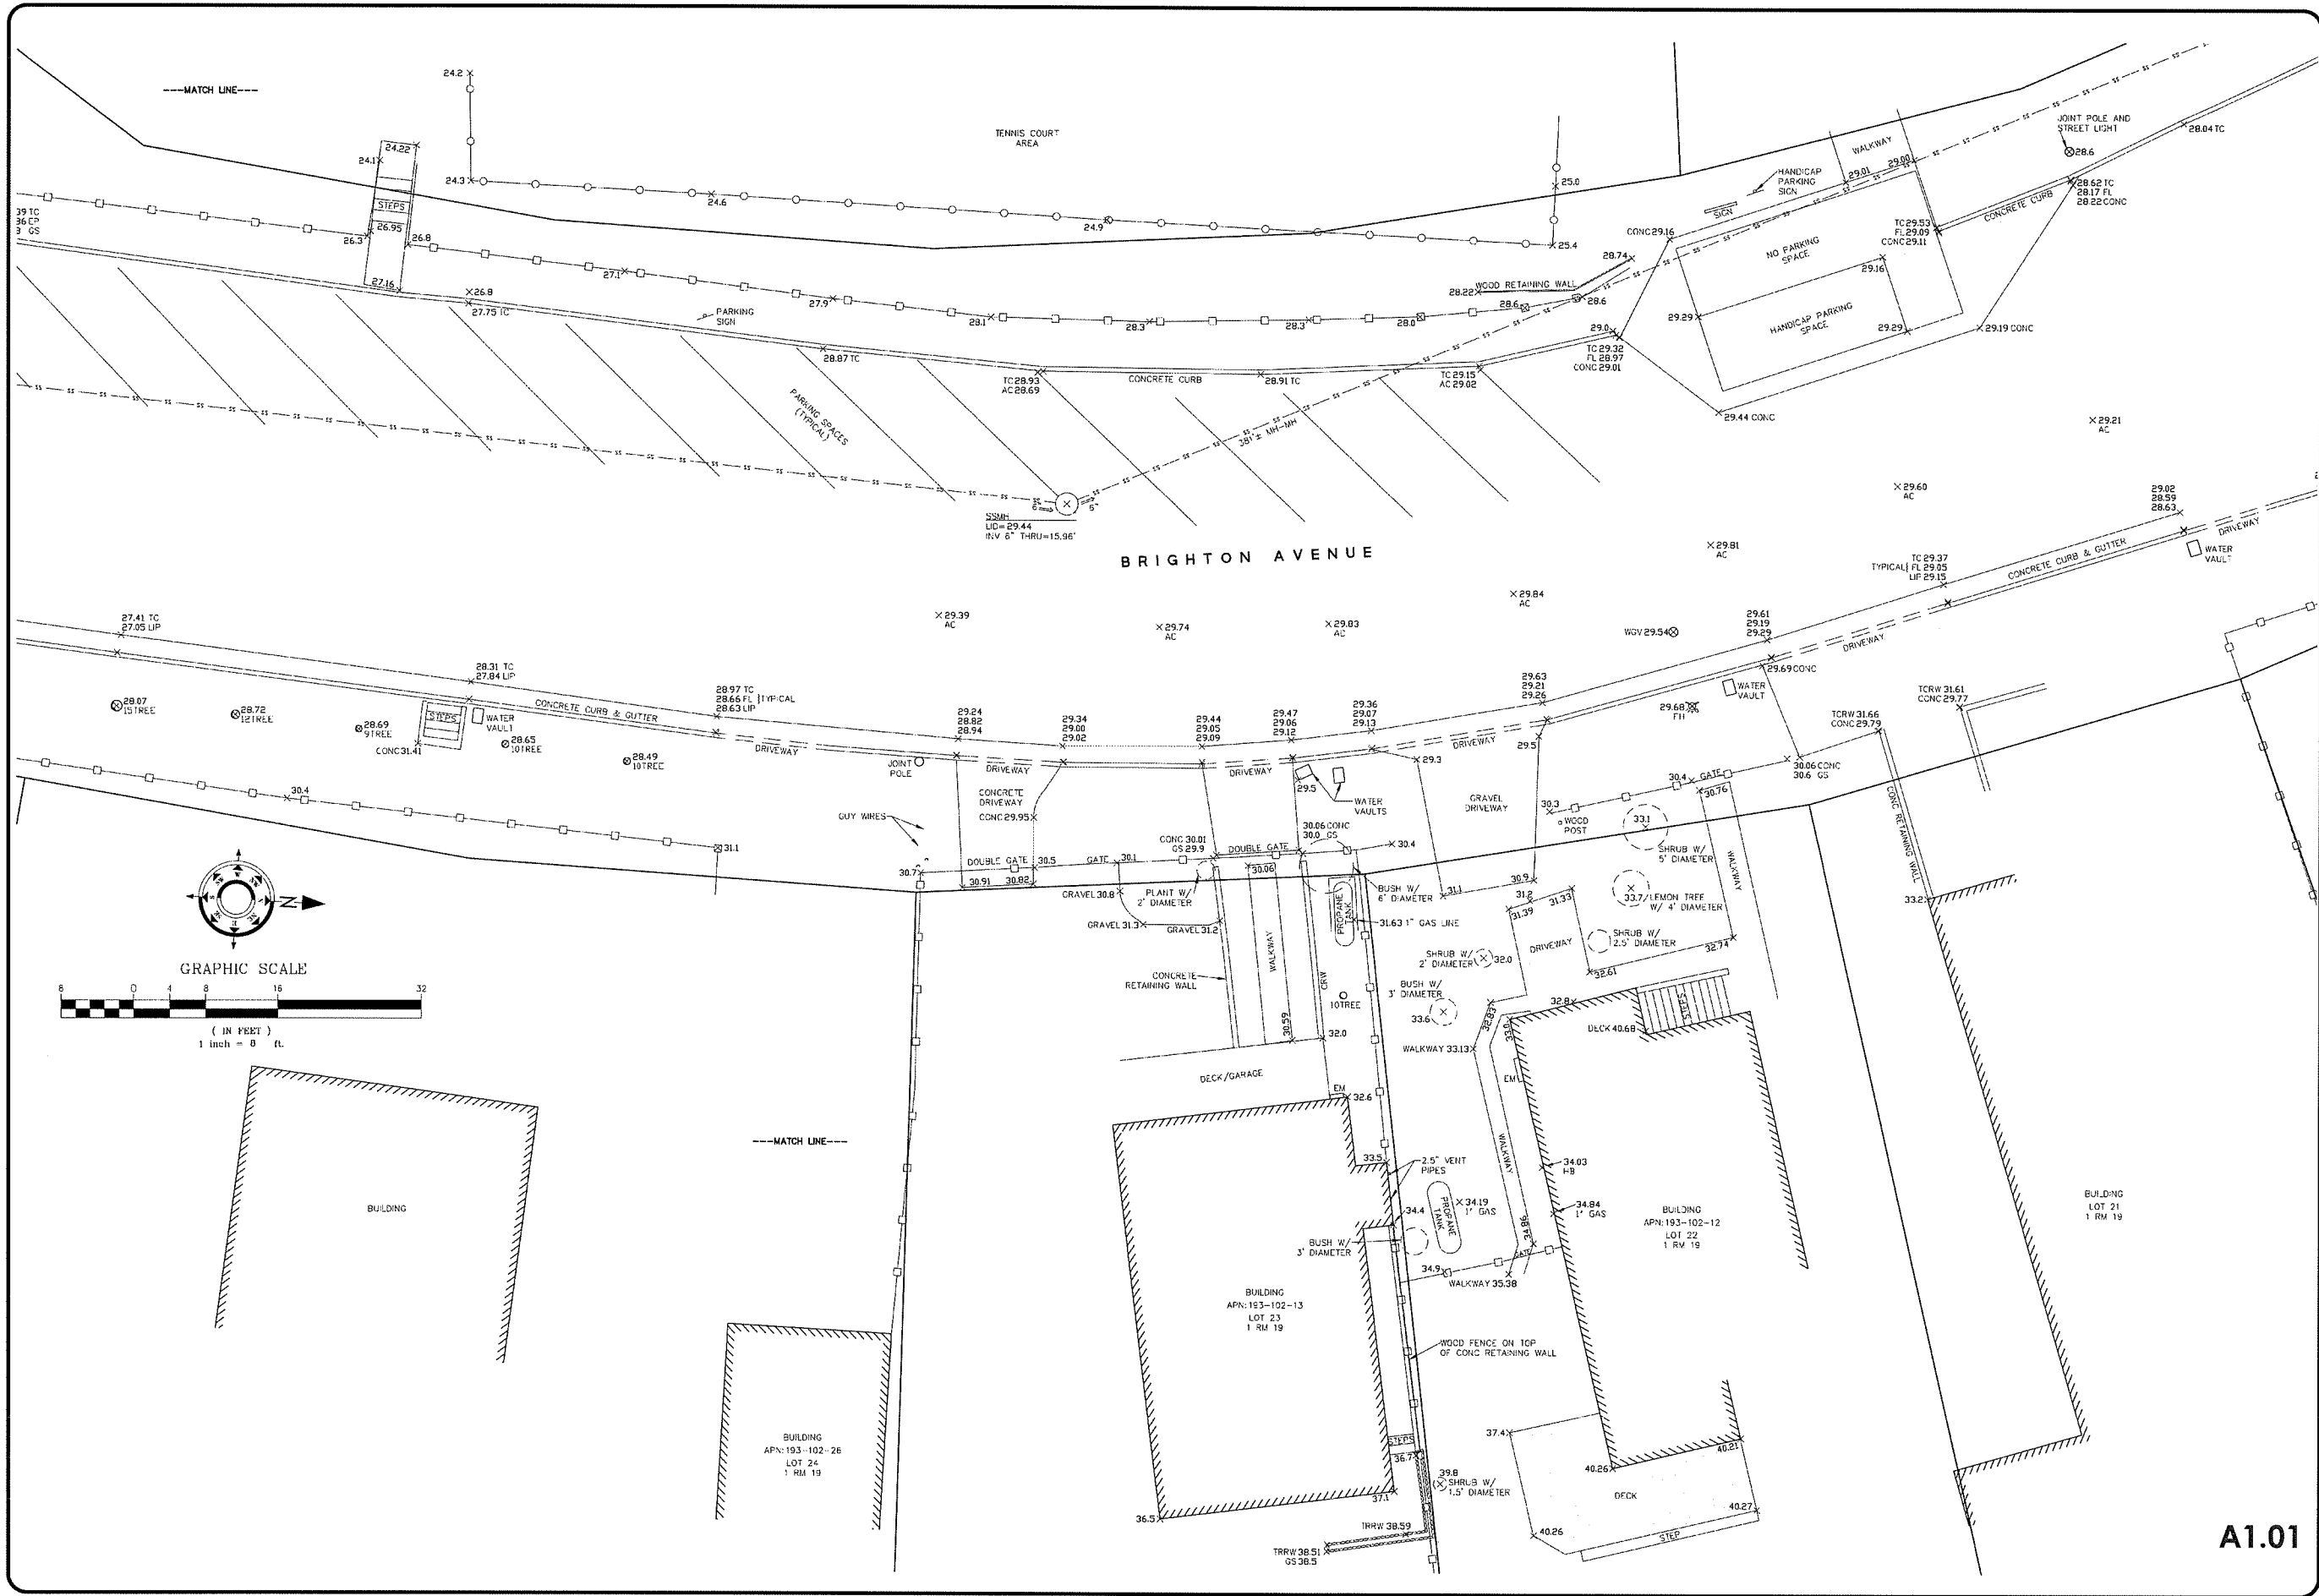 ---MATCH LINE---
24.2
TENNIS COURT
AREA
24.22
24.1
24.3
24.6
24.9
25.0
25.4
STEPS
26.95
26.3
26.8
27.16
39 TC
36 EP
GS
26.8
27.75 TC
27.1
27.9
28.1
28.3
28.3
28.0
28.6
28.6
28.22
WOOD RETAINING WALL
28.74
PARKING
SIGN
28.87 TC
TC 28.93
AC 28.69
CONCRETE CURB
28.91 TC
TC 29.15
AC 29.02
29.0
TC 29.32
FL 28.97
CONC 29.01
CONC 29.16
SIGN
HANDICAP
PARKING
SIGN
WALKWAY
29.01
29.00
JOINT POLE AND
STREET LIGHT
28.6
28.04 TC
28.62 TC
28.17 FL
28.22 CONC
TC 29.53
FL 29.09
CONC 29.11
CONCRETE CURB
NO PARKING
SPACE
29.16
29.29
HANDICAP PARKING
SPACE
29.29
29.19 CONC
29.44 CONC
29.21
AC
PARKING SPACES
(TYPICAL)
381'± MH-MH
6"
6"
SSMH
LID=29.44
INV 6" THRU=15.96'
BRIGHTON AVENUE
29.60
AC
29.81
AC
29.84
AC
29.83
AC
29.74
AC
29.39
AC
29.02
28.59
28.63
DRIVEWAY
WATER
VAULT
TC 29.37
TYPICAL} FL 29.05
LIP 29.15
CONCRETE CURB & GUTTER
WGV 29.54
29.61
29.19
29.29
DRIVEWAY
29.69 CONC
WATER
VAULT
29.68
FH
27.41 TC
27.05 LIP
28.31 TC
27.84 LIP
28.97 TC
28.66 FL }TYPICAL
28.63 LIP
CONCRETE CURB & GUTTER
28.07
15TREE
28.72
12TREE
28.69
9TREE
STEPS
WATER
VAULT
CONC 31.41
28.65
10TREE
28.49
10TREE
DRIVEWAY
JOINT
POLE
29.24
28.82
28.94
29.34
29.00
29.02
29.44
29.05
29.09
29.47
29.06
29.12
29.36
29.07
29.13
29.63
29.21
29.26
DRIVEWAY
DRIVEWAY
DRIVEWAY
CONCRETE
DRIVEWAY
CONC 29.95
GUY WIRES
29.5
WATER
VAULTS
29.3
29.5
GRAVEL
DRIVEWAY
30.3
WOOD
POST
30.4
GATE
30.76
33.1
SHRUB W/
5' DIAMETER
WALKWAY
30.06 CONC
30.6 GS
TCRW 31.66
CONC 29.79
TCRW 31.61
CONC 29.77
CONC RETAINING WALL
33.2
30.4
31.1
30.7
DOUBLE GATE
30.5
30.91
30.82
GATE
30.1
CONC 30.01
GS 29.9
DOUBLE GATE
30.06 CONC
30.0 GS
30.4
30.06
GRAVEL 30.8
PLANT W/
2' DIAMETER
GRAVEL 31.3
GRAVEL 31.2
PROPANE
TANK
BUSH W/
6' DIAMETER
31.63 1" GAS LINE
31.1
30.9
31.2
31.39
31.33
33.7
LEMON TREE
W/ 4' DIAMETER
SHRUB W/
2.5' DIAMETER
DRIVEWAY
32.74
32.61
SHRUB W/
2' DIAMETER
32.0
BUSH W/
3' DIAMETER
33.6
WALKWAY
CRW
CONCRETE
RETAINING WALL
30.59
32.0
10TREE
DECK/GARAGE
32.83
33.0
32.8
DECK 40.68
STEPS
WALKWAY 33.13
EM
EM
32.6
N
GRAPHIC SCALE
8 0 4 8 16 32
( IN FEET )
1 inch = 8 ft.
BUILDING
---MATCH LINE---
33.5
2.5" VENT
PIPES
WALKWAY
34.03
HB
34.84
1" GAS
34.19
1" GAS
PROPANE
TANK
34.4
BUSH W/
3' DIAMETER
34.86
GATE
34.9
WALKWAY 35.38
BUILDING
APN: 193-102-12
LOT 22
1 RM 19
BUILDING
LOT 21
1 RM 19
BUILDING
APN: 193-102-13
LOT 23
1 RM 19
WOOD FENCE ON TOP
OF CONC RETAINING WALL
BUILDING
APN: 193-102-26
LOT 24
1 RM 19
STEPS
36.7
37.1
36.5
39.8
SHRUB W/
1.5' DIAMETER
37.4
40.26
40.21
DECK
40.27
40.26
STEP
TRRW 38.59
TRRW 38.51
GS 38.5
A1.01